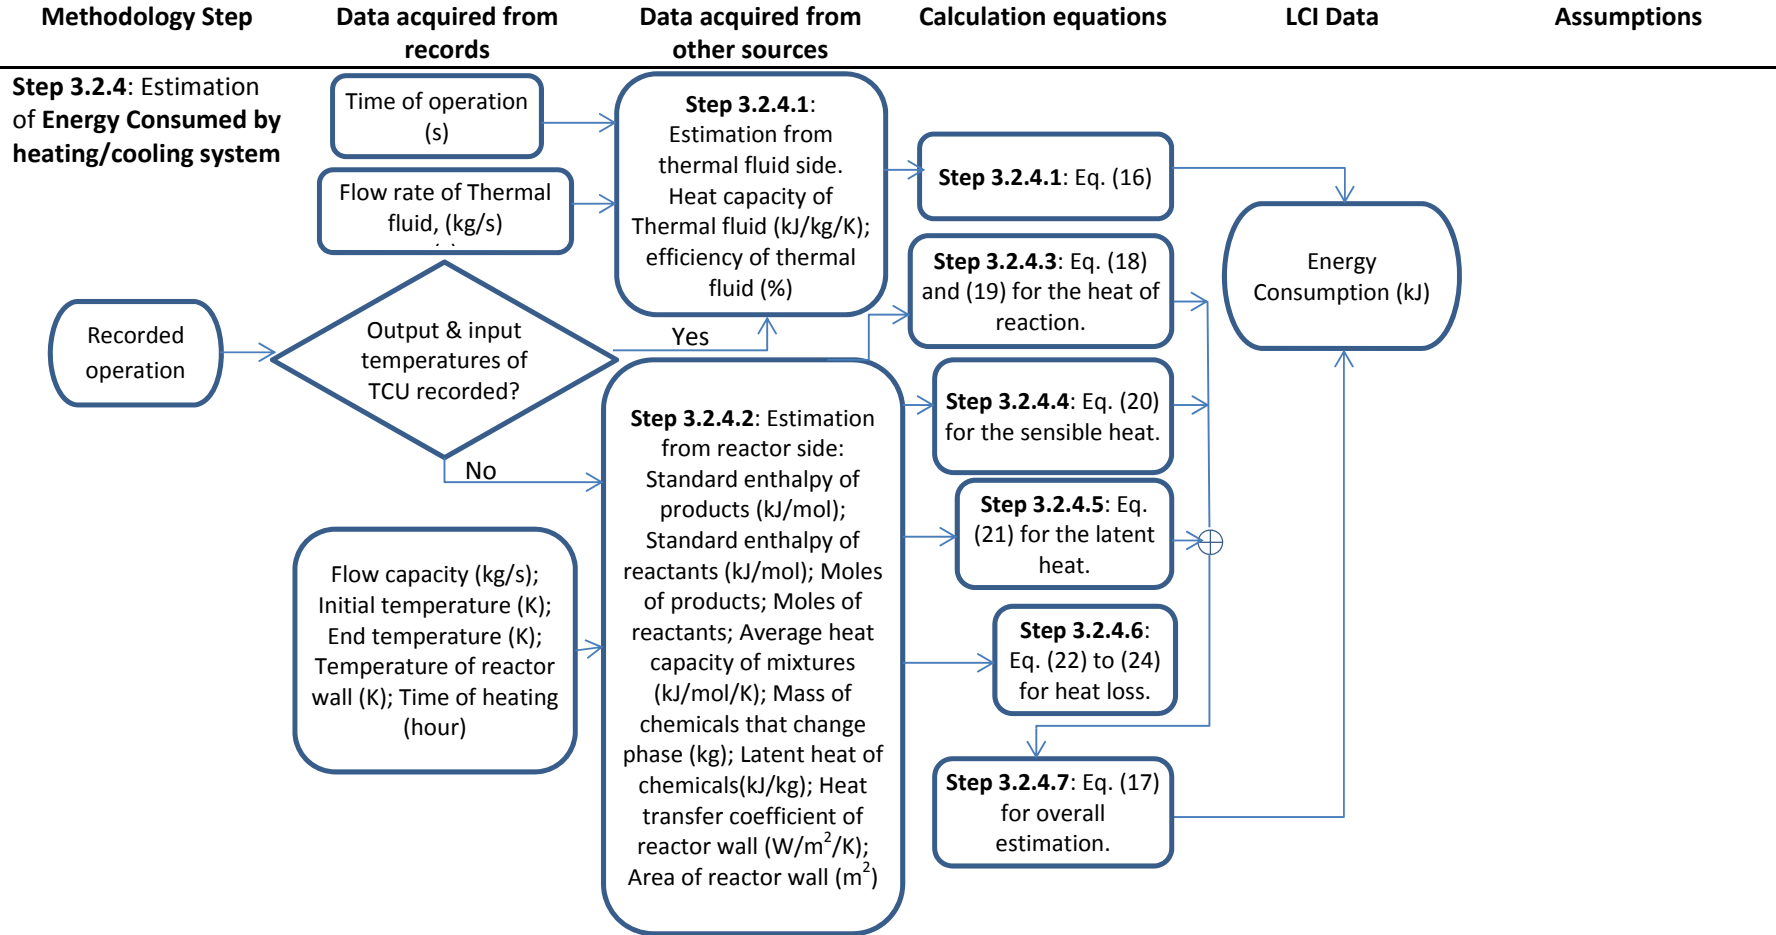 Methodology Step
Data acquired from
records
Data acquired from
other sources
Calculation equations
LCI Data
Assumptions
Step 3.2.4: Estimation
of Energy Consumed by
heating/cooling system
Time of operation
(s)
Flow rate of Thermal
fluid, (kg/s)
Step 3.2.4.1:
Estimation from
thermal fluid side.
Heat capacity of
Thermal fluid (kJ/kg/K);
efficiency of thermal
fluid (%)
Step 3.2.4.1: Eq. (16)
Energy
Consumption (kJ)
Recorded
operation
Output & input
temperatures of
TCU recorded?
Yes
No
Step 3.2.4.3: Eq. (18)
and (19) for the heat of
reaction.
Step 3.2.4.4: Eq. (20)
for the sensible heat.
Step 3.2.4.5: Eq.
(21) for the latent
heat.
Step 3.2.4.6:
Eq. (22) to (24)
for heat loss.
Step 3.2.4.7: Eq. (17)
for overall
estimation.
Flow capacity (kg/s);
Initial temperature (K);
End temperature (K);
Temperature of reactor
wall (K); Time of heating
(hour)
Step 3.2.4.2: Estimation
from reactor side:
Standard enthalpy of
products (kJ/mol);
Standard enthalpy of
reactants (kJ/mol); Moles
of products; Moles of
reactants; Average heat
capacity of mixtures
(kJ/mol/K); Mass of
chemicals that change
phase (kg); Latent heat of
chemicals(kJ/kg); Heat
transfer coefficient of
reactor wall (W/m²/K);
Area of reactor wall (m²)